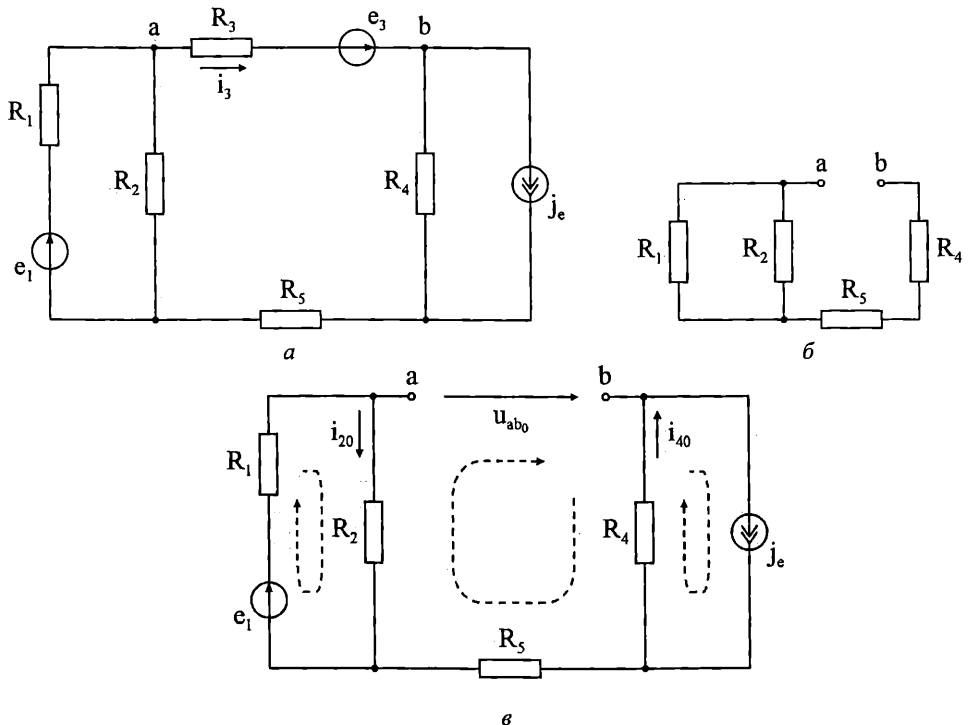 a R₃ e₃ b
i₃
R₁
R₂ R₄ jₑ
e₁
R₅
а
a b
R₁ R₂ R₄
R₅
б
a b
uₐb₀
i₂₀ i₄₀
R₁
R₂ R₄ jₑ
e₁
R₅
в